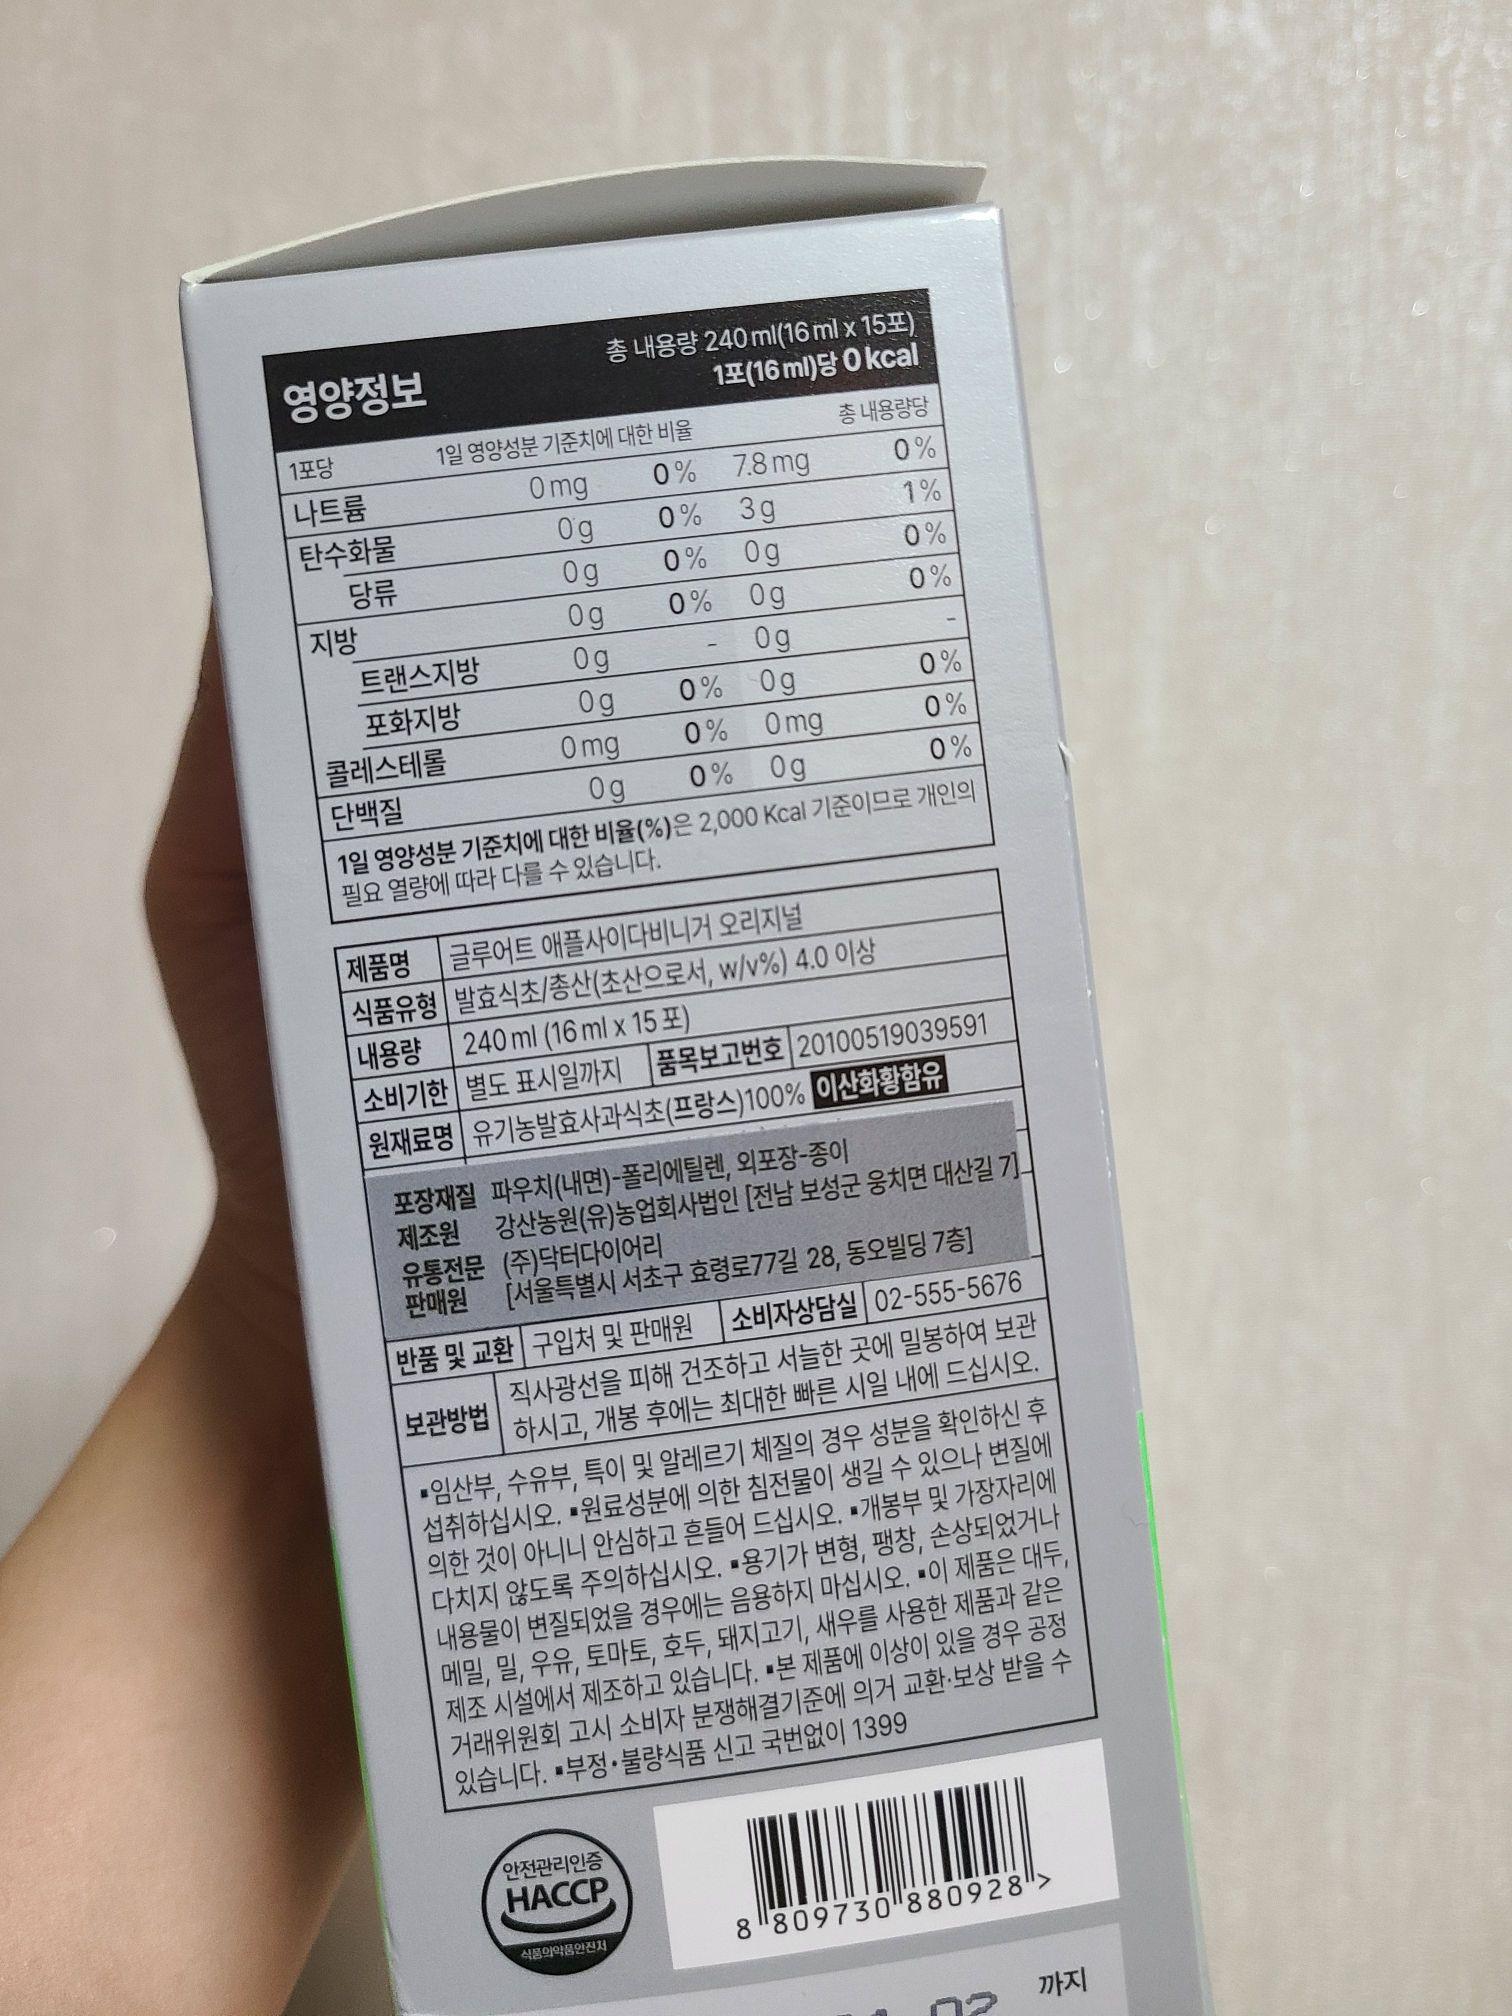 영양정보
총 내용량 240 ml(16 ml x 15포)
1포(16 ml)당 0 kcal
1포당 1일 영양성분 기준치에 대한 비율 총 내용량당
나트륨 0 mg 0 % 7.8 mg 0 %
탄수화물 0 g 0 % 3 g 1 %
당류 0 g 0 % 0 g 0 %
지방 0 g 0 % 0 g 0 %
트랜스지방 0 g - 0 g -
포화지방 0 g 0 % 0 g 0 %
콜레스테롤 0 mg 0 % 0 mg 0 %
단백질 0 g 0 % 0 g 0 %
1일 영양성분 기준치에 대한 비율(%)은 2,000 Kcal 기준이므로 개인의
필요 열량에 따라 다를 수 있습니다.
제품명 글루어트 애플사이다비니거 오리지널
식품유형 발효식초/총산(초산으로서, w/v%) 4.0 이상
내용량 240 ml (16 ml x 15 포)
소비기한 별도 표시일까지 품목보고번호 20100519039591
원재료명 유기농발효사과식초(프랑스)100% 이산화황함유
포장재질 파우치(내면)-폴리에틸렌, 외포장-종이
제조원 강산농원(유)농업회사법인 [전남 보성군 웅치면 대산길 7]
유통전문 (주)닥터다이어리
판매원 [서울특별시 서초구 효령로77길 28, 동오빌딩 7층]
반품 및 교환 구입처 및 판매원 소비자상담실 02-555-5676
보관방법 직사광선을 피해 건조하고 서늘한 곳에 밀봉하여 보관
하시고, 개봉 후에는 최대한 빠른 시일 내에 드십시오.
▪임산부, 수유부, 특이 및 알레르기 체질의 경우 성분을 확인하신 후
섭취하십시오. ▪원료성분에 의한 침전물이 생길 수 있으나 변질에
의한 것이 아니니 안심하고 흔들어 드십시오. ▪개봉부 및 가장자리에
다치지 않도록 주의하십시오. ▪용기가 변형, 팽창, 손상되었거나
내용물이 변질되었을 경우에는 음용하지 마십시오. ▪이 제품은 대두,
메밀, 밀, 우유, 토마토, 호두, 돼지고기, 새우를 사용한 제품과 같은
제조 시설에서 제조하고 있습니다. ▪본 제품에 이상이 있을 경우 공정
거래위원회 고시 소비자 분쟁해결기준에 의거 교환·보상 받을 수
있습니다. ▪부정·불량식품 신고 국번없이 1399
안전관리인증
HACCP
식품의약품안전처
8 809730 880928 >
까지